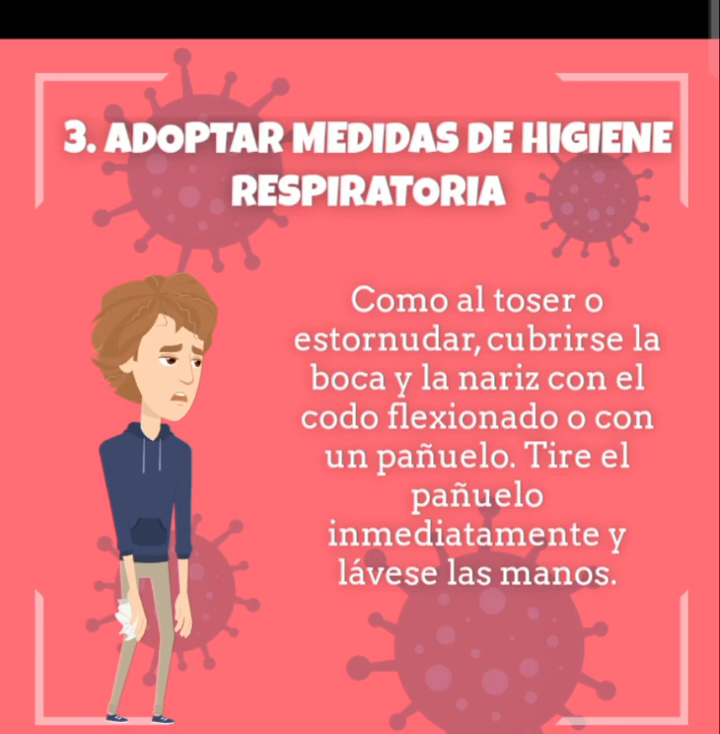 3. ADOPTAR MEDIDAS DE HIGIENE
RESPIRATORIA
Como al toser o
estornudar, cubrirse la
boca y la nariz con el
codo flexionado o con
un pañuelo. Tire el
pañuelo
inmediatamente y
lávese las manos.